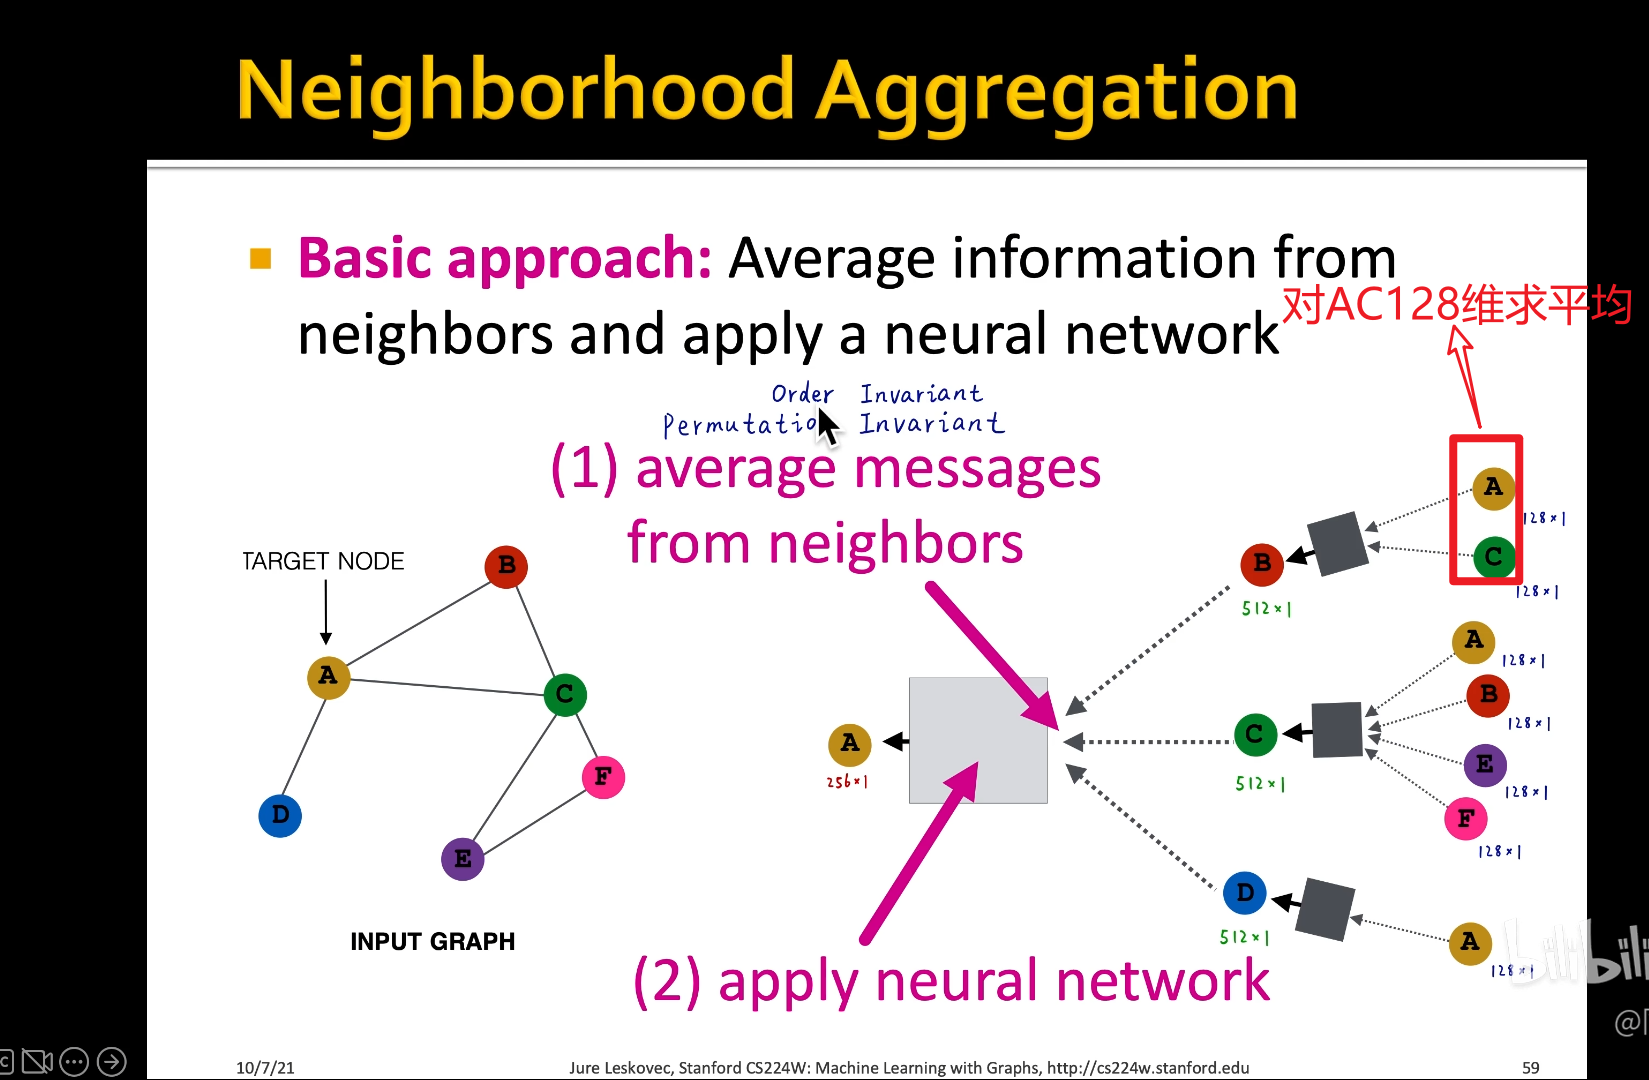 Neighborhood Aggregation
Basic approach: Average information from
neighbors and apply a neural network
对AC128维求平均
Order Invariant
Permutation Invariant
(1) average messages
from neighbors
TARGET NODE
B
A
C
F
D
E
INPUT GRAPH
A
256×1
B
512×1
C
512×1
D
512×1
A
128×1
C
128×1
A
128×1
B
128×1
E
128×1
F
128×1
A
128×1
(2) apply neural network
bilibili
10/7/21
Jure Leskovec, Stanford CS224W: Machine Learning with Graphs, http://cs224w.stanford.edu
59